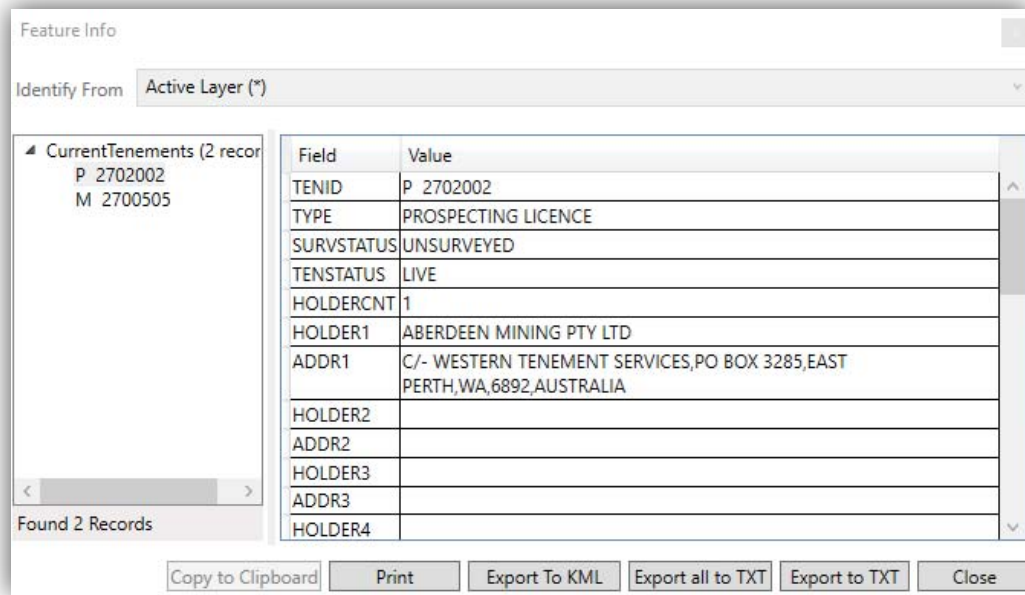 Feature Info
Identify From Active Layer (*)
CurrentTenements (2 recor
P 2702002
M 2700505
Found 2 Records
Field Value
TENID P 2702002
TYPE PROSPECTING LICENCE
SURVSTATUS UNSURVEYED
TENSTATUS LIVE
HOLDERCNT 1
HOLDER1 ABERDEEN MINING PTY LTD
ADDR1 C/- WESTERN TENEMENT SERVICES,PO BOX 3285,EAST
PERTH,WA,6892,AUSTRALIA
HOLDER2
ADDR2
HOLDER3
ADDR3
HOLDER4
Copy to Clipboard Print Export To KML Export all to TXT Export to TXT Close